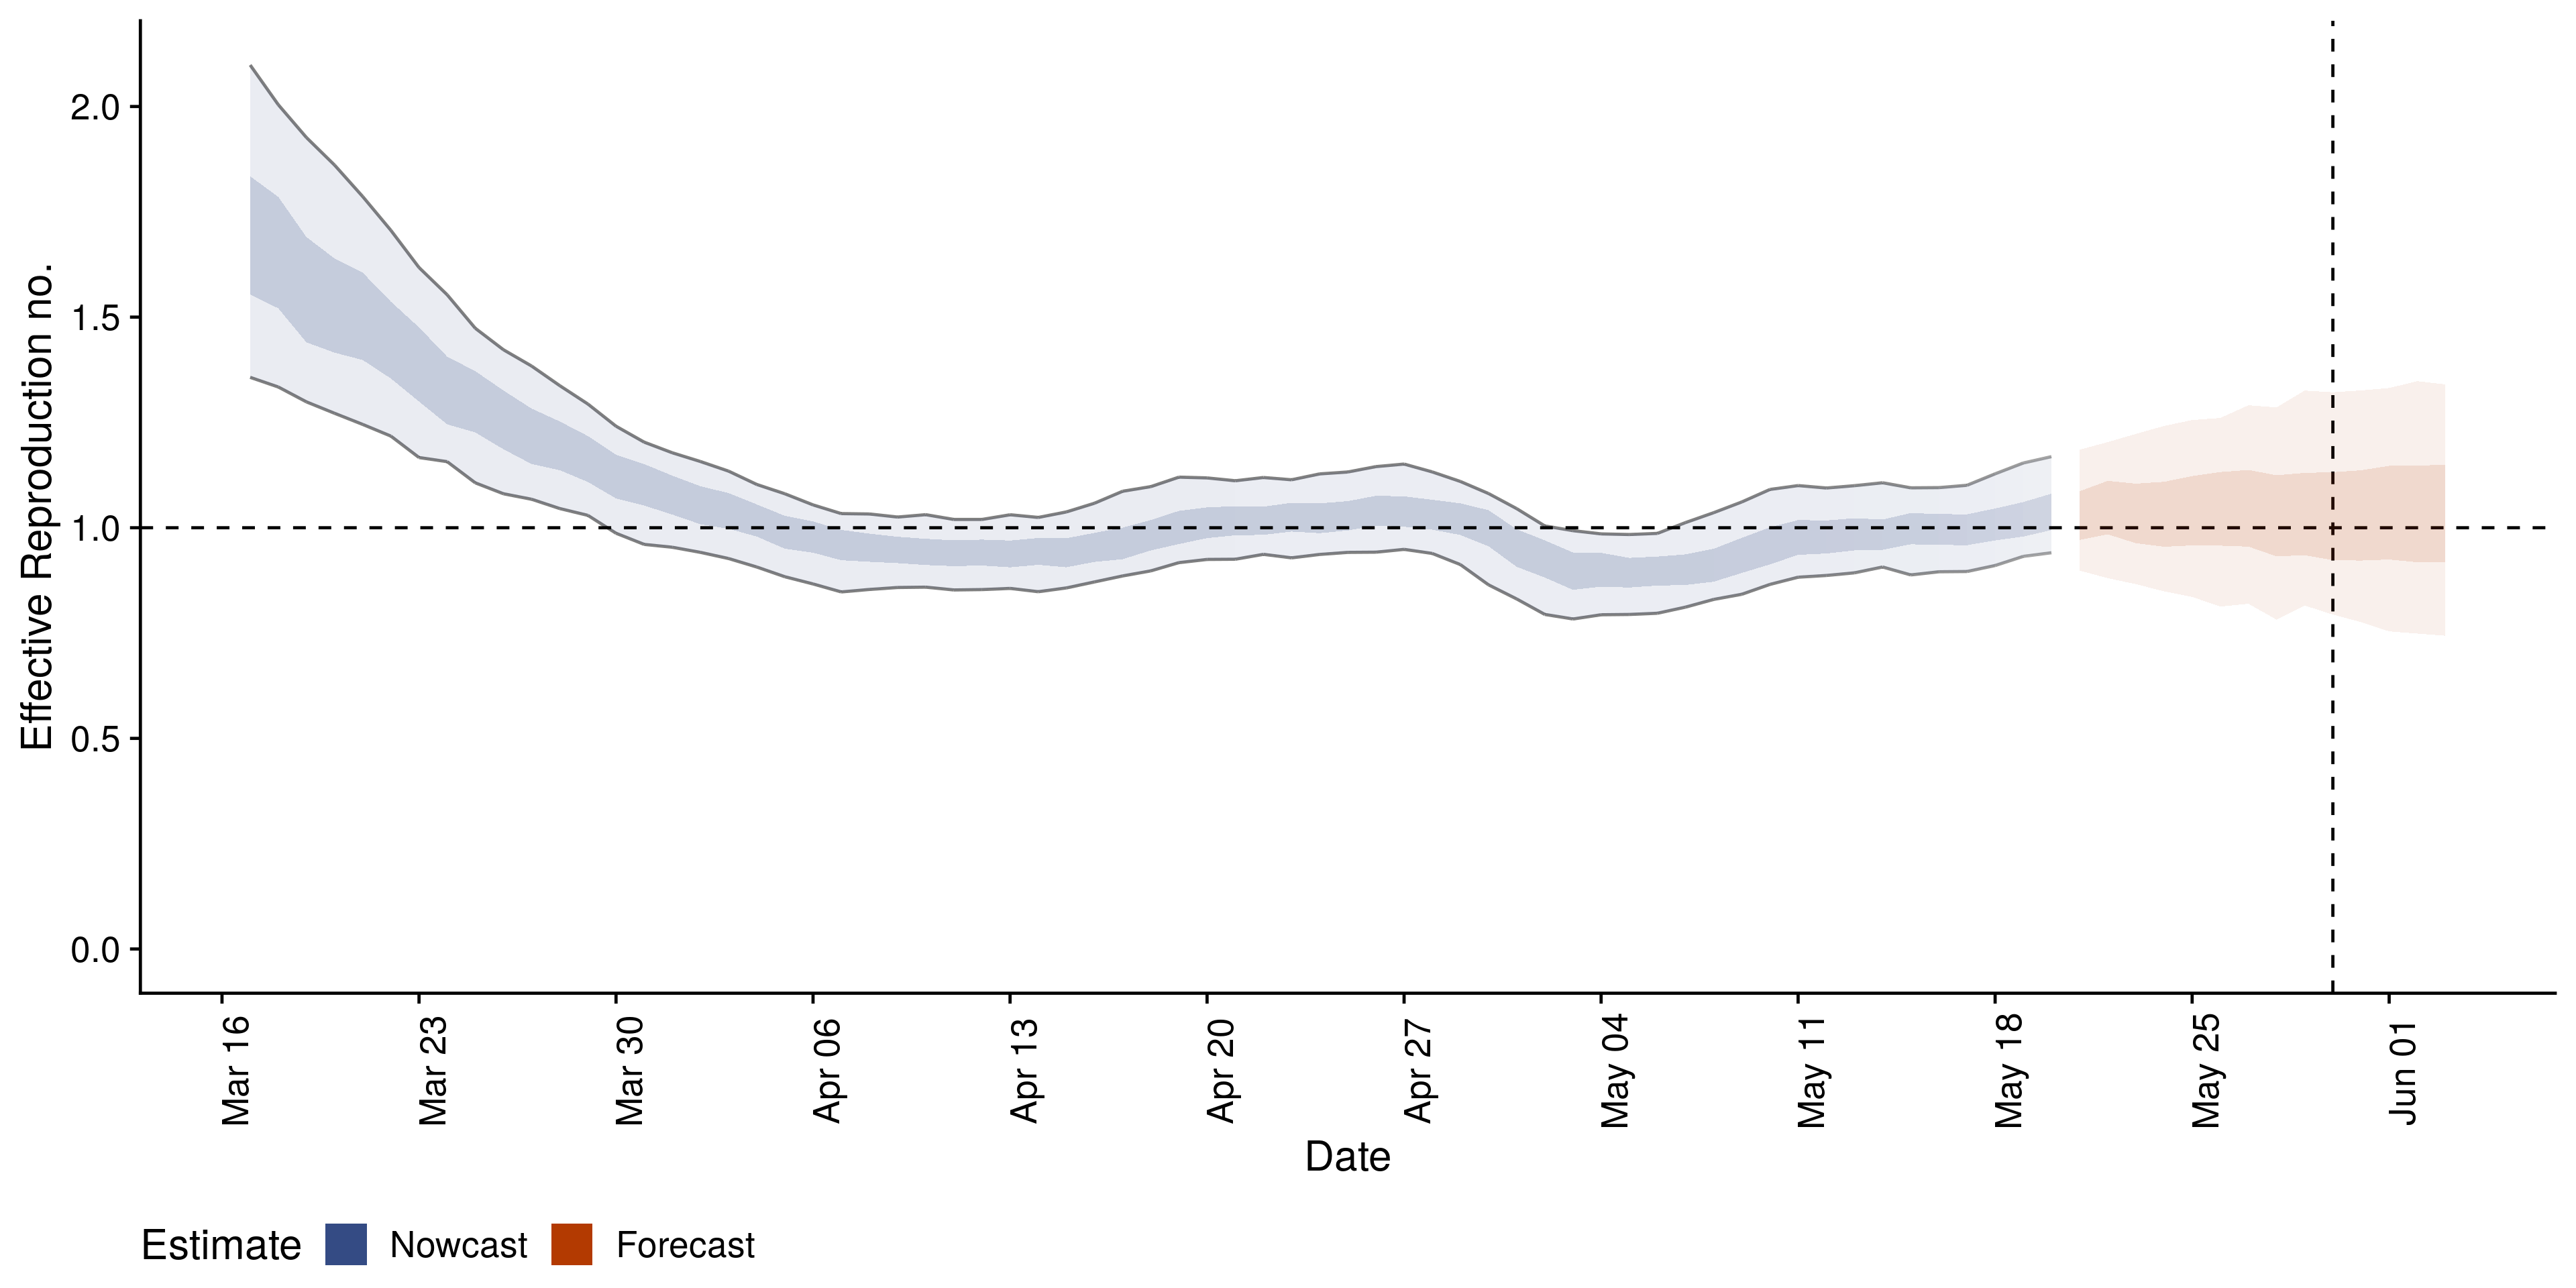 Effective Reproduction no.
2.0
1.5
1.0
0.5
0.0
Mar 16
Mar 23
Mar 30
Apr 06
Apr 13
Apr 20
Apr 27
May 04
May 11
May 18
May 25
Jun 01
Date
Estimate Nowcast Forecast